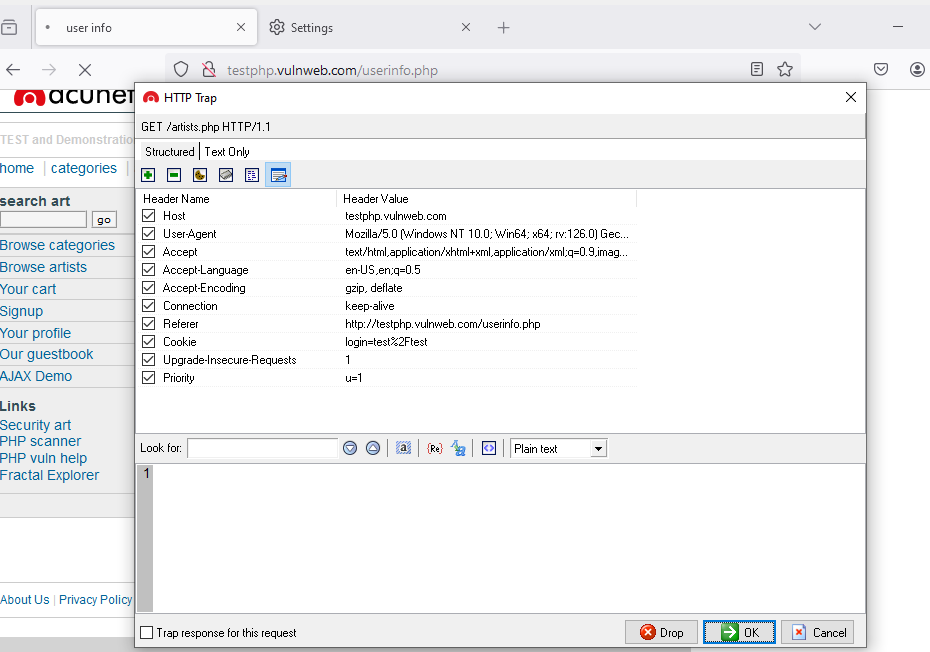 user info
Settings
testphp.vulnweb.com/userinfo.php
HTTP Trap
GET /artists.php HTTP/1.1
Structured Text Only
Header Name Header Value
Host testphp.vulnweb.com
User-Agent Mozilla/5.0 (Windows NT 10.0; Win64; x64; rv:126.0) Gec...
Accept text/html,application/xhtml+xml,application/xml;q=0.9,imag...
Accept-Language en-US,en;q=0.5
Accept-Encoding gzip, deflate
Connection keep-alive
Referer http://testphp.vulnweb.com/userinfo.php
Cookie login=test%2Ftest
Upgrade-Insecure-Requests 1
Priority u=1
Look for: a (Re) Plain text
1
Trap response for this request Drop OK Cancel
acunet
TEST and Demonstratio
home categories
search art
go
Browse categories
Browse artists
Your cart
Signup
Your profile
Our guestbook
AJAX Demo
Links
Security art
PHP scanner
PHP vuln help
Fractal Explorer
About Us | Privacy Policy